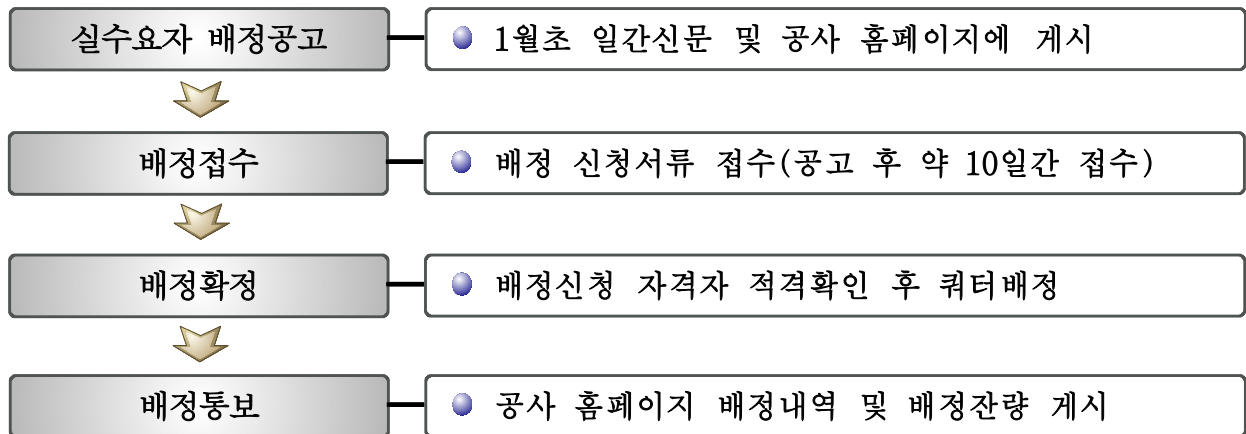 실수요자 배정공고
1월초 일간신문 및 공사 홈페이지에 게시
배정접수
배정 신청서류 접수(공고 후 약 10일간 접수)
배정확정
배정신청 자격자 적격확인 후 쿼터배정
배정통보
공사 홈페이지 배정내역 및 배정잔량 게시